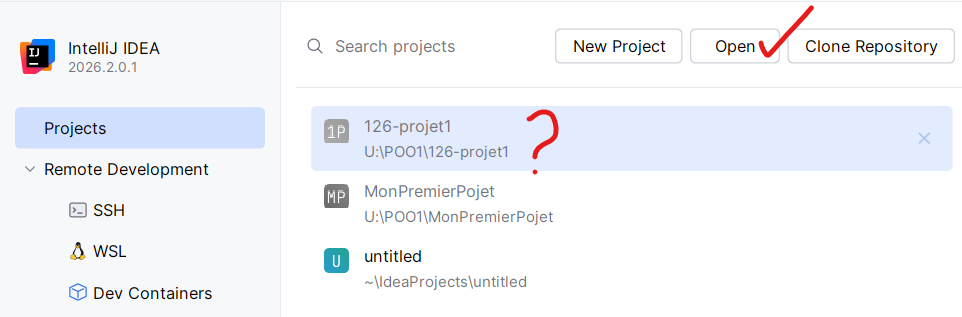 IntelliJ IDEA
2026.2.0.1
Search projects
New Project
Open
Clone Repository
Projects
Remote Development
SSH
WSL
Dev Containers
IJ
1P
126-projet1
?
U:\POO1\126-projet1
MP
MonPremierPojet
U:\POO1\MonPremierPojet
U
untitled
~\IdeaProjects\untitled